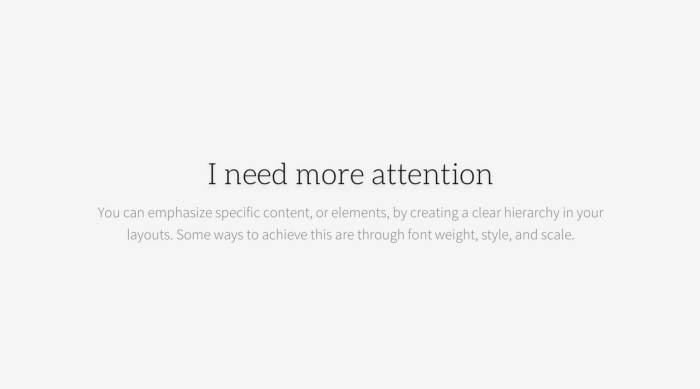 I need more attention
You can emphasize specific content, or elements, by creating a clear hierarchy in your
layouts. Some ways to achieve this are through font weight, style, and scale.